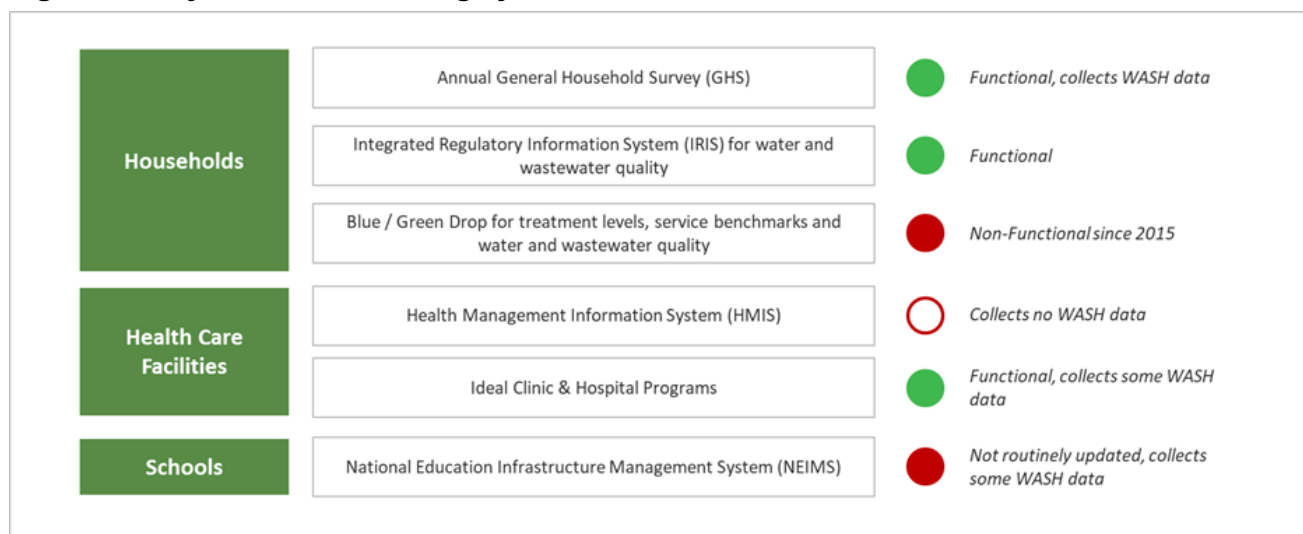 Households
Annual General Household Survey (GHS)
Functional, collects WASH data
Integrated Regulatory Information System (IRIS) for water and
wastewater quality
Functional
Blue / Green Drop for treatment levels, service benchmarks and
water and wastewater quality
Non-Functional since 2015
Health Care
Facilities
Health Management Information System (HMIS)
Collects no WASH data
Ideal Clinic & Hospital Programs
Functional, collects some WASH
data
Schools
National Education Infrastructure Management System (NEIMS)
Not routinely updated, collects
some WASH data